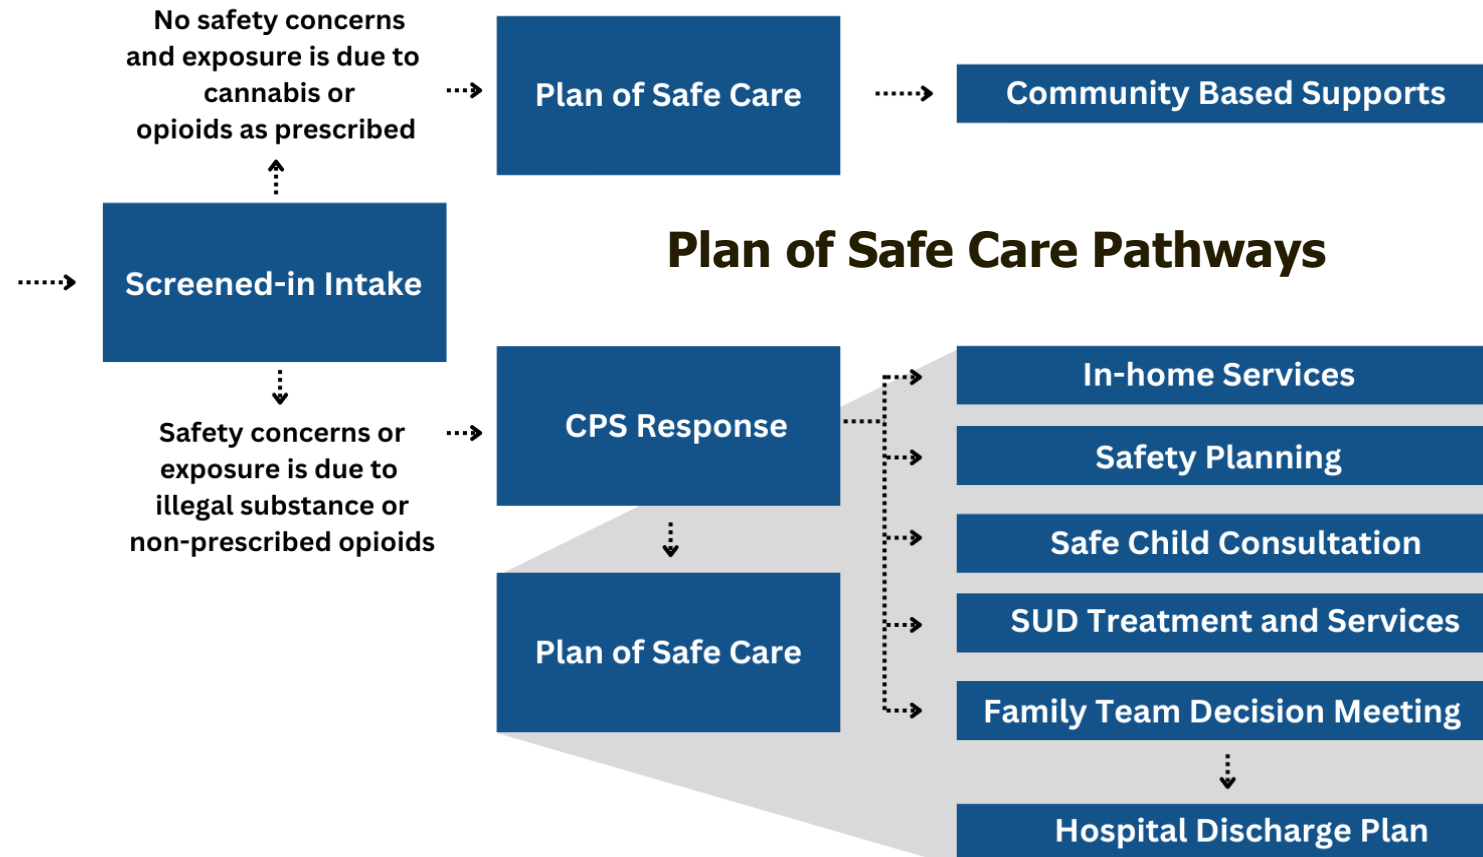 No safety concerns
and exposure is due to
cannabis or
opioids as prescribed
Plan of Safe Care
Community Based Supports
Screened-in Intake
Plan of Safe Care Pathways
Safety concerns or
exposure is due to
illegal substance or
non-prescribed opioids
CPS Response
In-home Services
Safety Planning
Safe Child Consultation
Plan of Safe Care
SUD Treatment and Services
Family Team Decision Meeting
Hospital Discharge Plan